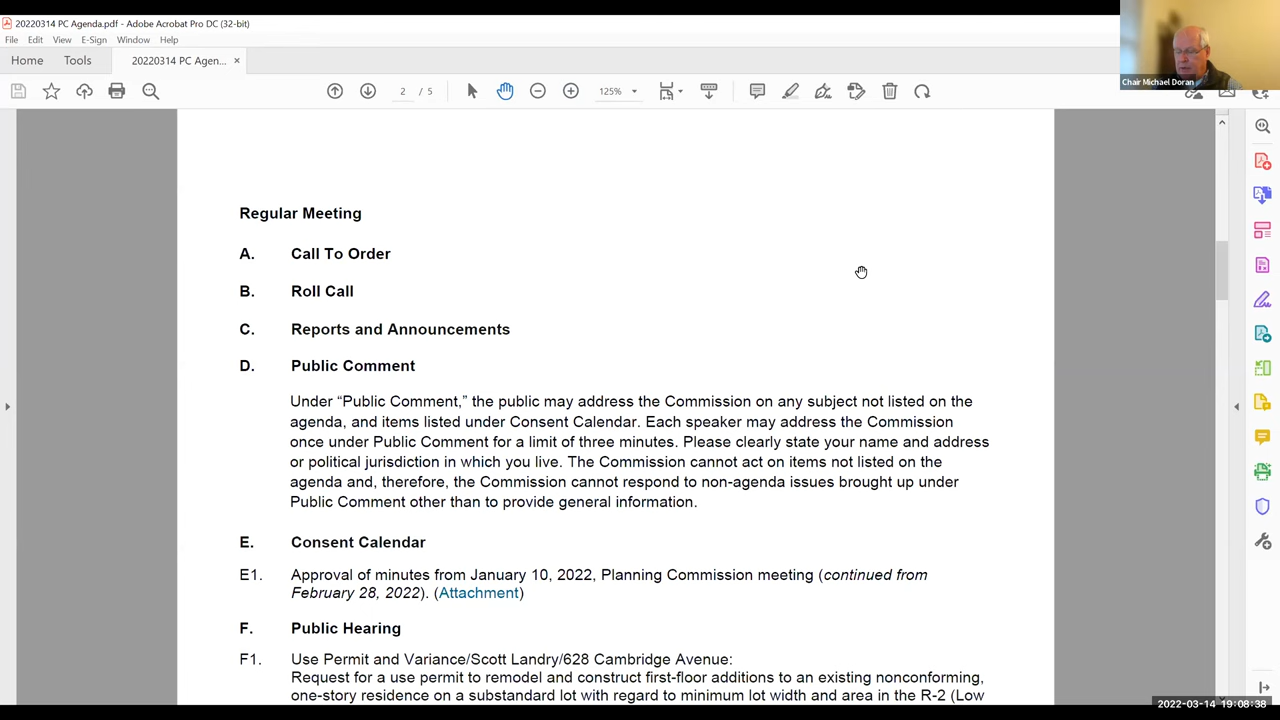 20220314 PC Agenda.pdf - Adobe Acrobat Pro DC (32-bit)
File Edit View E-Sign Window Help
Home Tools 20220314 PC Agen... ×
2 / 5 125%
Chair Michael Doran
Regular Meeting
A. Call To Order
B. Roll Call
C. Reports and Announcements
D. Public Comment
Under “Public Comment,” the public may address the Commission on any subject not listed on the
agenda, and items listed under Consent Calendar. Each speaker may address the Commission
once under Public Comment for a limit of three minutes. Please clearly state your name and address
or political jurisdiction in which you live. The Commission cannot act on items not listed on the
agenda and, therefore, the Commission cannot respond to non-agenda issues brought up under
Public Comment other than to provide general information.
E. Consent Calendar
E1. Approval of minutes from January 10, 2022, Planning Commission meeting (continued from
February 28, 2022). (Attachment)
F. Public Hearing
F1. Use Permit and Variance/Scott Landry/628 Cambridge Avenue:
Request for a use permit to remodel and construct first-floor additions to an existing nonconforming,
one-story residence on a substandard lot with regard to minimum lot width and area in the R-2 (Low
2022-03-14 19:08:38